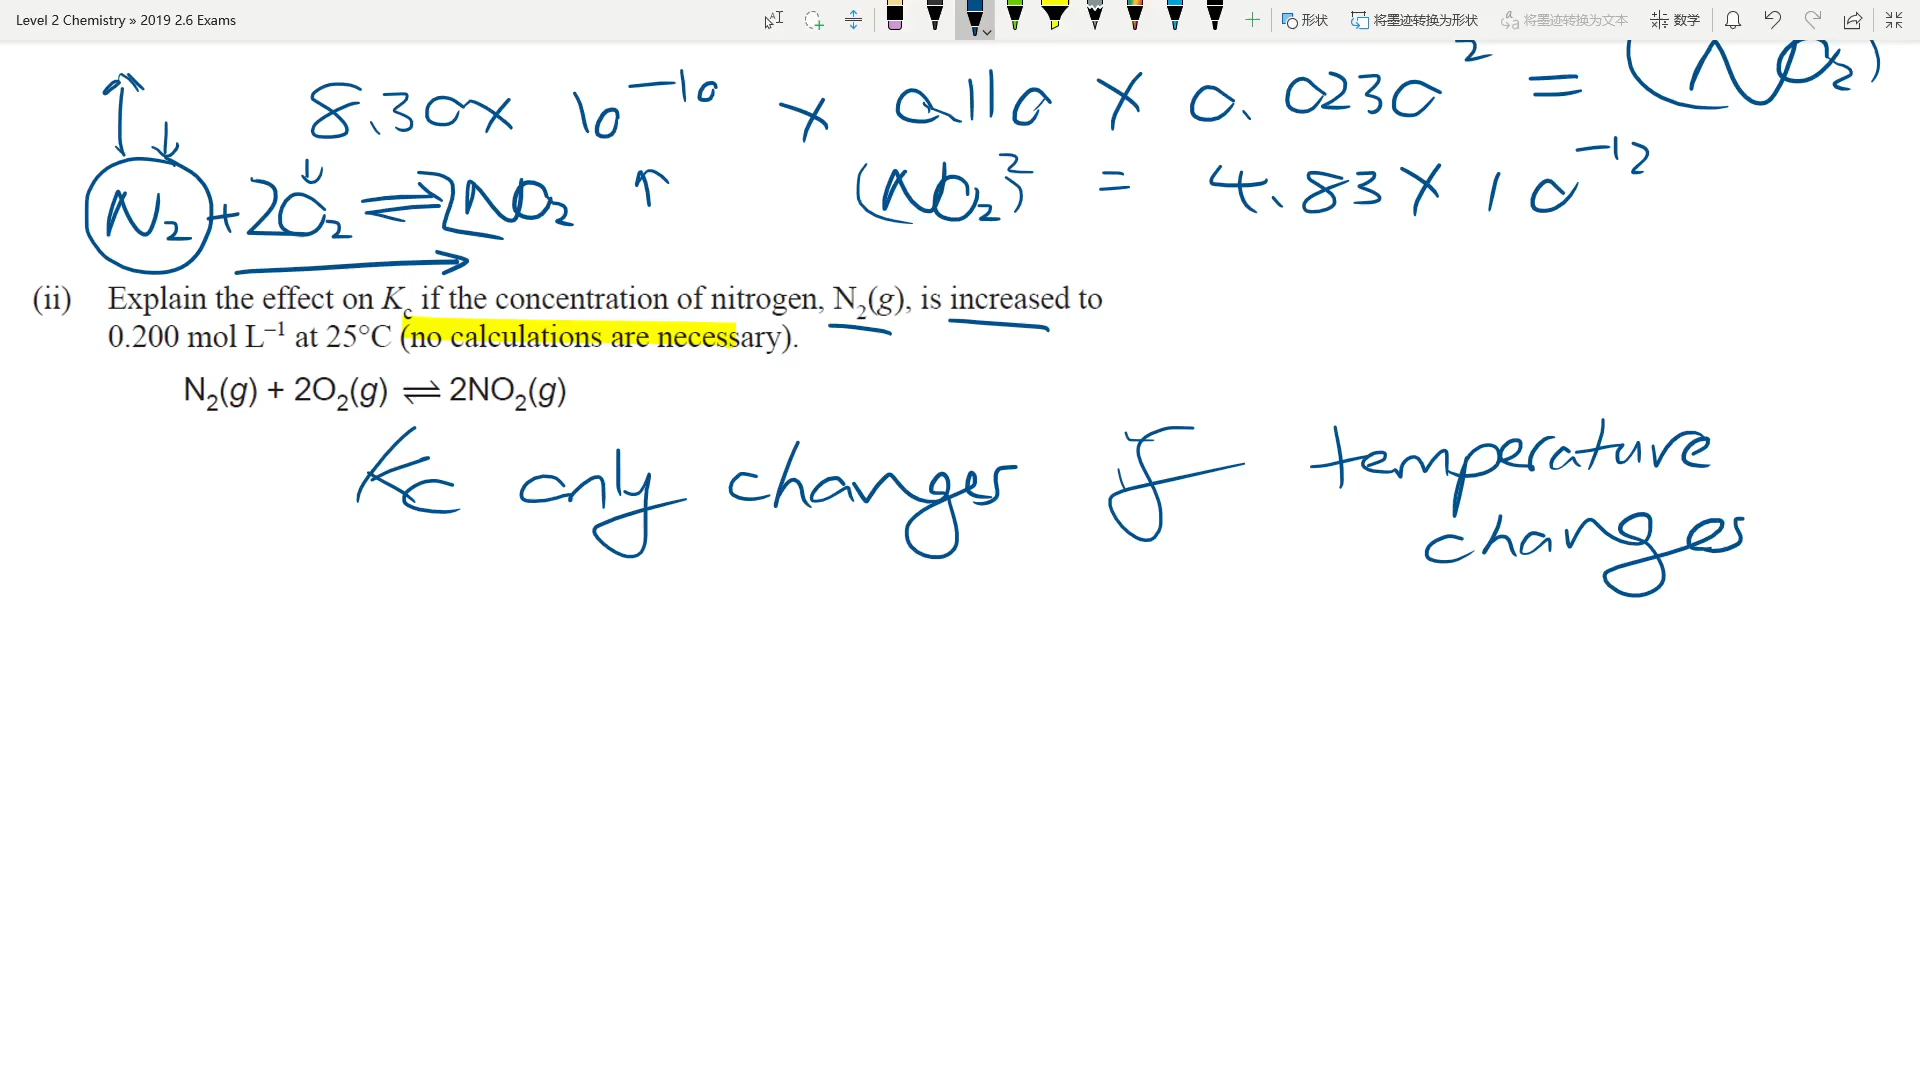 Level 2 Chemistry » 2019 2.6 Exams
形状 将墨迹转换为形状 将墨迹转换为文本 数学
8.30 x 10⁻¹⁰ x 0.110 x 0.0230² = (NO₂)²
N₂ + 2O₂ ⇌ 2NO₂ ↑ (NO₂)² = 4.83 x 10⁻¹²
(ii) Explain the effect on Kc if the concentration of nitrogen, N₂(g), is increased to
0.200 mol L⁻¹ at 25°C (no calculations are necessary).
N₂(g) + 2O₂(g) ⇌ 2NO₂(g)
Kc only changes if temperature
changes